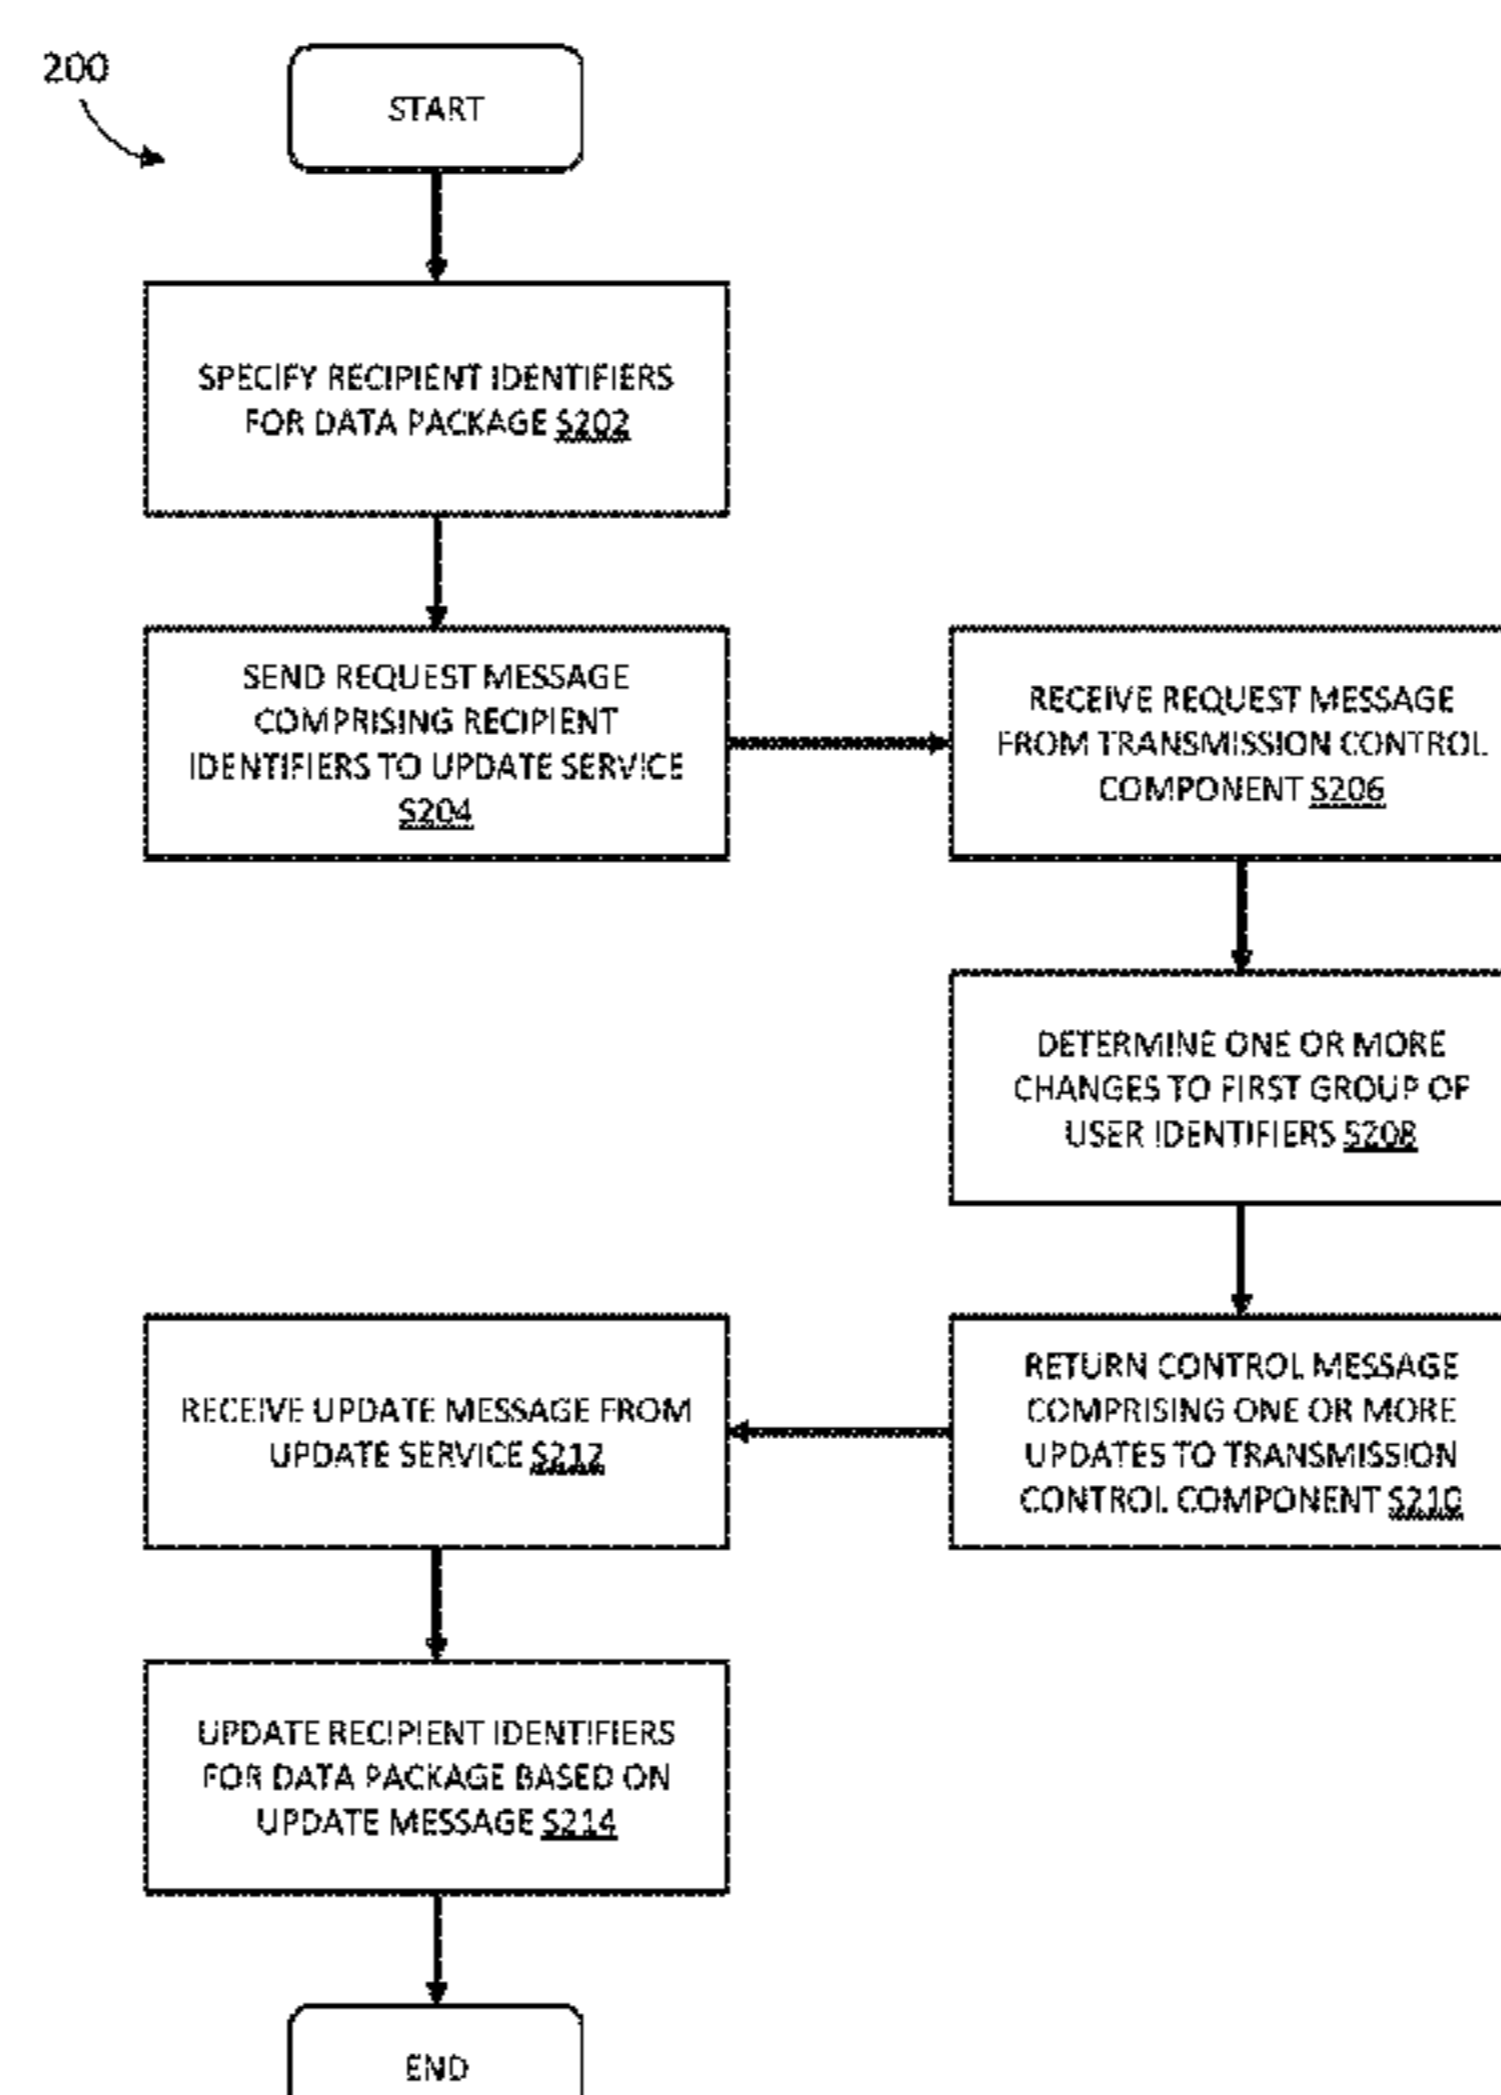 200
START
SPECIFY RECIPIENT IDENTIFIERS
FOR DATA PACKAGE S202
SEND REQUEST MESSAGE
COMPRISING RECIPIENT
IDENTIFIERS TO UPDATE SERVICE
S204
RECEIVE REQUEST MESSAGE
FROM TRANSMISSION CONTROL
COMPONENT S206
DETERMINE ONE OR MORE
CHANGES TO FIRST GROUP OF
USER IDENTIFIERS S208
RETURN CONTROL MESSAGE
COMPRISING ONE OR MORE
UPDATES TO TRANSMISSION
CONTROL COMPONENT S210
RECEIVE UPDATE MESSAGE FROM
UPDATE SERVICE S212
UPDATE RECIPIENT IDENTIFIERS
FOR DATA PACKAGE BASED ON
UPDATE MESSAGE S214
END